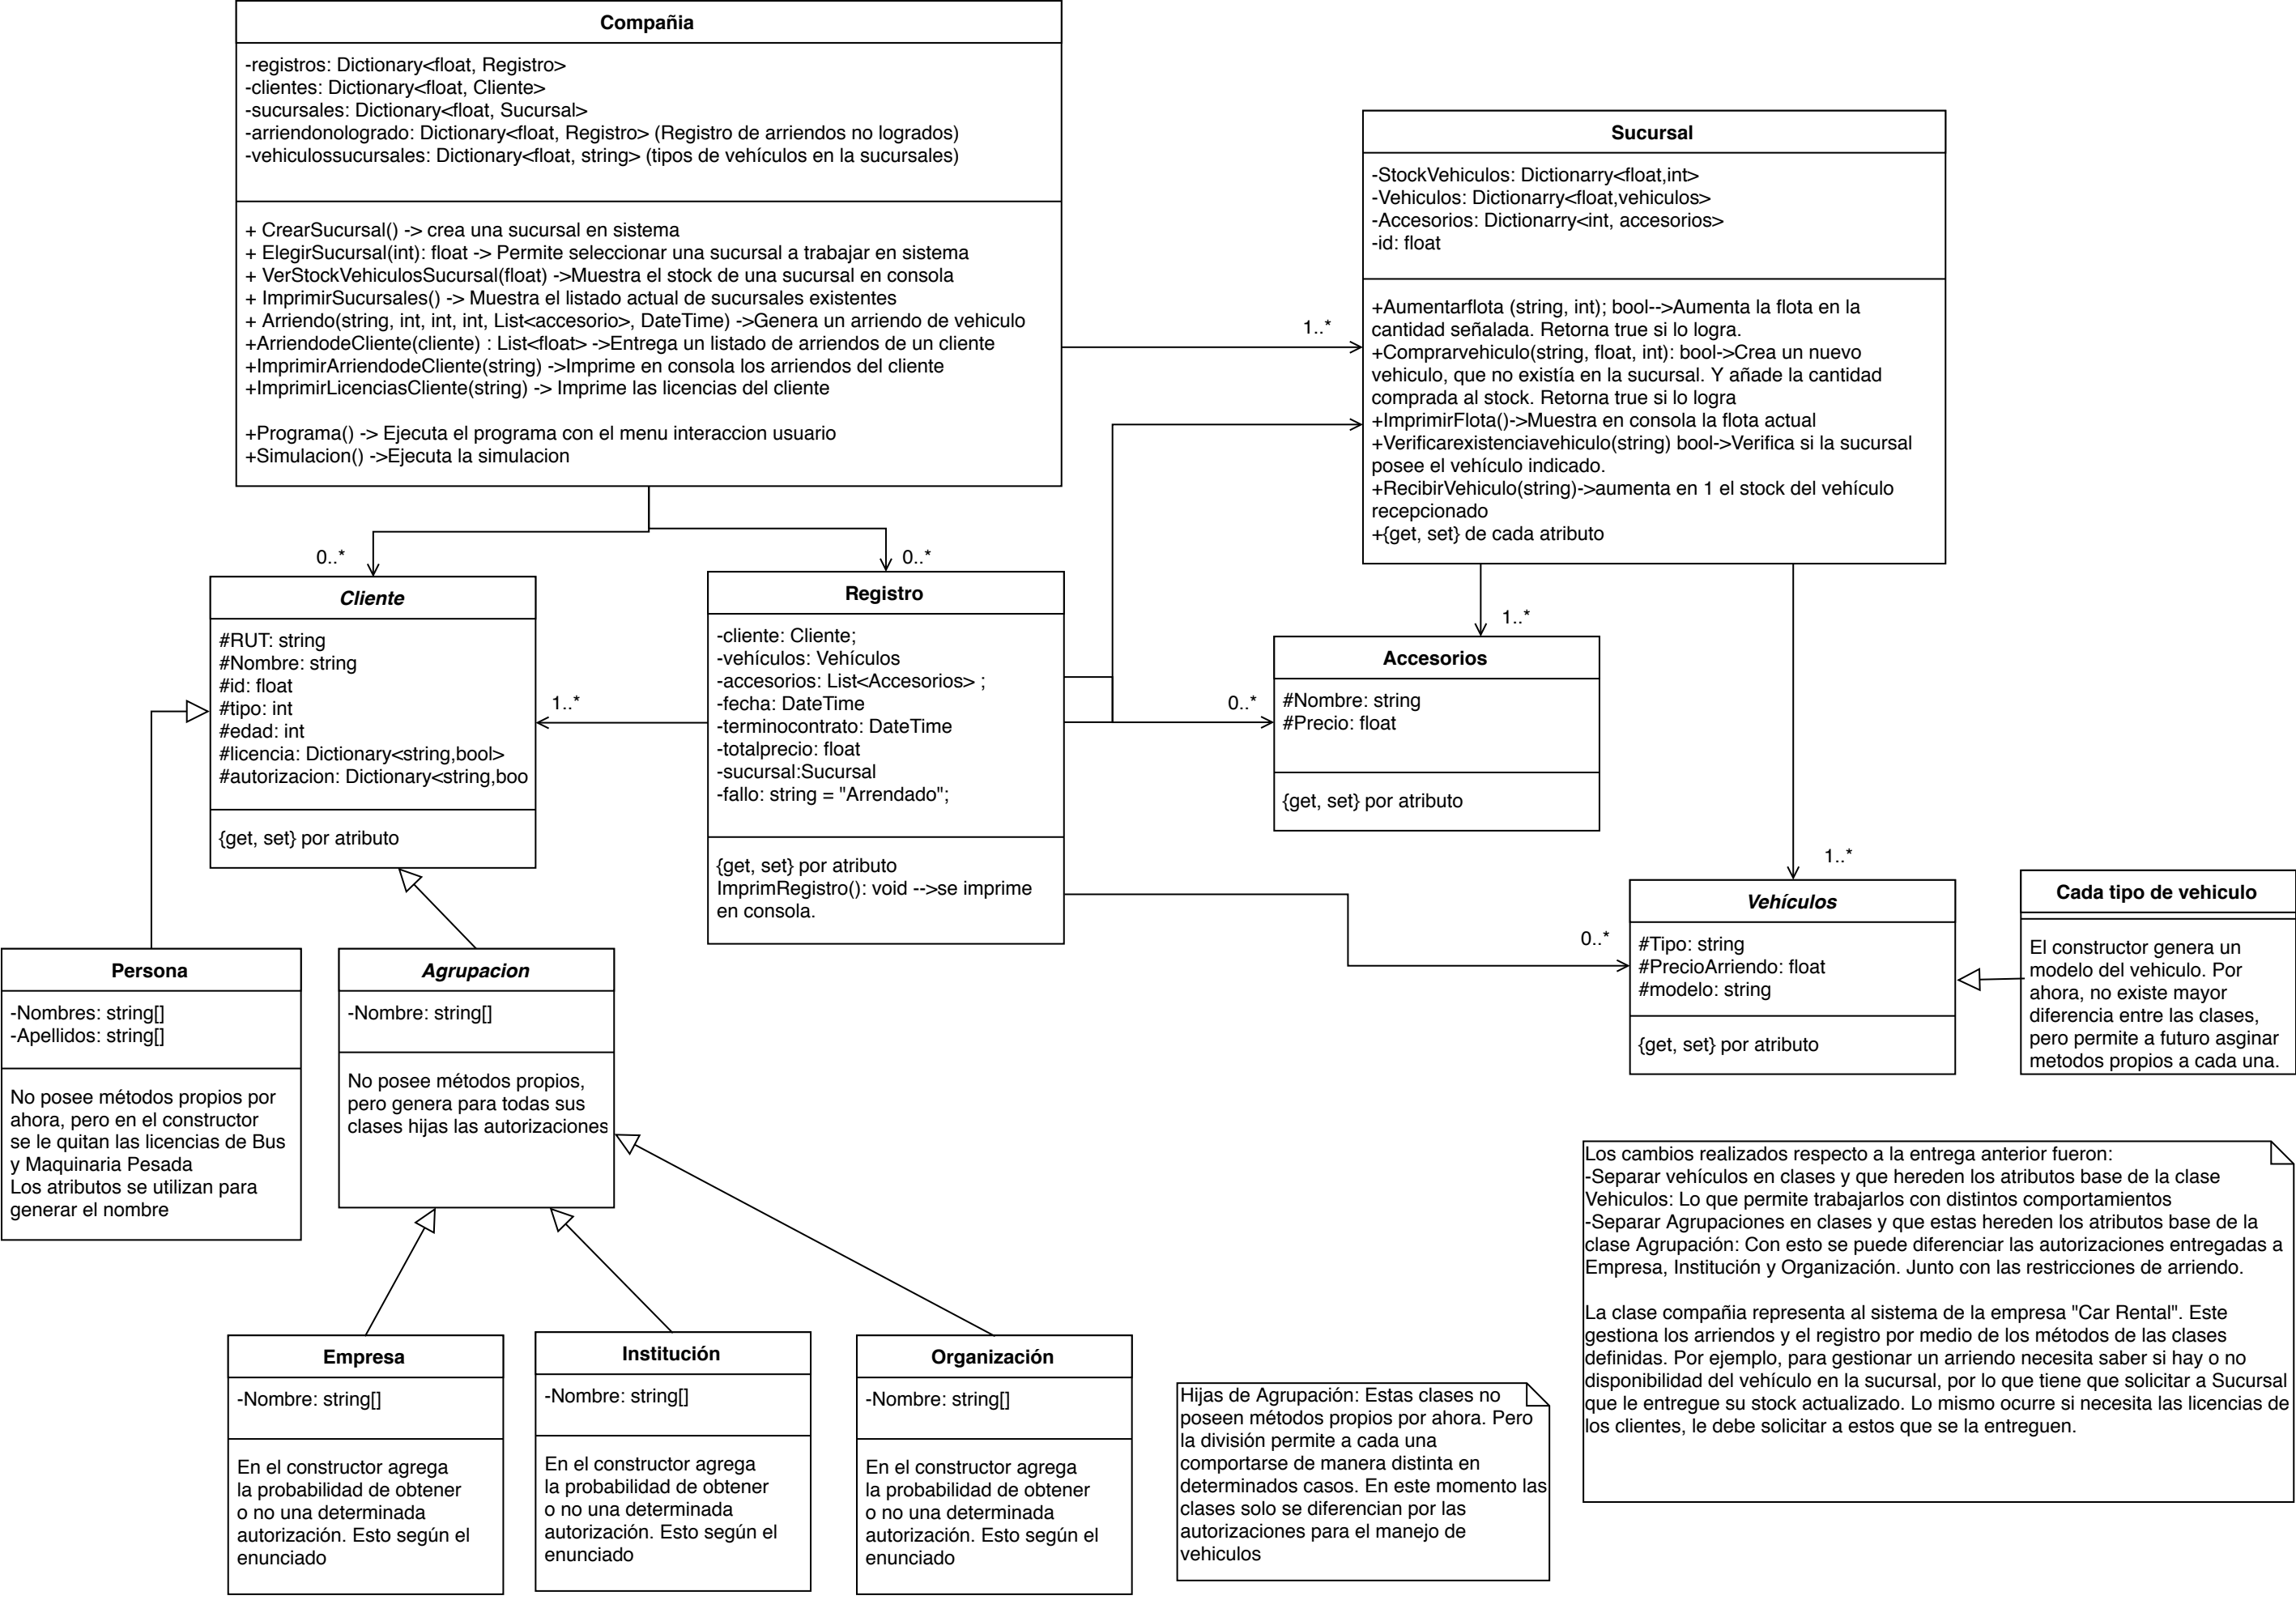 Compañia
-registros: Dictionary<float, Registro>
-clientes: Dictionary<float, Cliente>
-sucursales: Dictionary<float, Sucursal>
-arriendonologrado: Dictionary<float, Registro> (Registro de arriendos no logrados)
-vehiculossucursales: Dictionary<float, string> (tipos de vehículos en la sucursales)
+ CrearSucursal() -> crea una sucursal en sistema
+ ElegirSucursal(int): float -> Permite seleccionar una sucursal a trabajar en sistema
+ VerStockVehiculosSucursal(float) ->Muestra el stock de una sucursal en consola
+ ImprimirSucursales() -> Muestra el listado actual de sucursales existentes
+ Arriendo(string, int, int, int, List<accesorio>, DateTime) ->Genera un arriendo de vehiculo
+ArriendodeCliente(cliente) : List<float> ->Entrega un listado de arriendos de un cliente
+ImprimirArriendodeCliente(string) ->Imprime en consola los arriendos del cliente
+ImprimirLicenciasCliente(string) -> Imprime las licencias del cliente
+Programa() -> Ejecuta el programa con el menu interaccion usuario
+Simulacion() ->Ejecuta la simulacion
Sucursal
-StockVehiculos: Dictionarry<float,int>
-Vehiculos: Dictionarry<float,vehiculos>
-Accesorios: Dictionarry<int, accesorios>
-id: float
+Aumentarflota (string, int); bool-->Aumenta la flota en la
cantidad señalada. Retorna true si lo logra.
+Comprarvehiculo(string, float, int): bool->Crea un nuevo
vehiculo, que no existía en la sucursal. Y añade la cantidad
comprada al stock. Retorna true si lo logra
+ImprimirFlota()->Muestra en consola la flota actual
+Verificarexistenciavehiculo(string) bool->Verifica si la sucursal
posee el vehículo indicado.
+RecibirVehiculo(string)->aumenta en 1 el stock del vehículo
recepcionado
+{get, set} de cada atributo
1..*
0..*
0..*
Cliente
#RUT: string
#Nombre: string
#id: float
#tipo: int
#edad: int
#licencia: Dictionary<string,bool>
#autorizacion: Dictionary<string,boo
{get, set} por atributo
1..*
Registro
-cliente: Cliente;
-vehículos: Vehículos
-accesorios: List<Accesorios> ;
-fecha: DateTime
-terminocontrato: DateTime
-totalprecio: float
-sucursal:Sucursal
-fallo: string = "Arrendado";
{get, set} por atributo
ImprimRegistro(): void -->se imprime
en consola.
1..*
0..*
Accesorios
#Nombre: string
#Precio: float
{get, set} por atributo
1..*
0..*
Vehículos
#Tipo: string
#PrecioArriendo: float
#modelo: string
{get, set} por atributo
Cada tipo de vehiculo
El constructor genera un
modelo del vehiculo. Por
ahora, no existe mayor
diferencia entre las clases,
pero permite a futuro asginar
metodos propios a cada una.
Persona
-Nombres: string[]
-Apellidos: string[]
No posee métodos propios por
ahora, pero en el constructor
se le quitan las licencias de Bus
y Maquinaria Pesada
Los atributos se utilizan para
generar el nombre
Agrupacion
-Nombre: string[]
No posee métodos propios,
pero genera para todas sus
clases hijas las autorizaciones
Empresa
-Nombre: string[]
En el constructor agrega
la probabilidad de obtener
o no una determinada
autorización. Esto según el
enunciado
Institución
-Nombre: string[]
En el constructor agrega
la probabilidad de obtener
o no una determinada
autorización. Esto según el
enunciado
Organización
-Nombre: string[]
En el constructor agrega
la probabilidad de obtener
o no una determinada
autorización. Esto según el
enunciado
Hijas de Agrupación: Estas clases no
poseen métodos propios por ahora. Pero
la división permite a cada una
comportarse de manera distinta en
determinados casos. En este momento las
clases solo se diferencian por las
autorizaciones para el manejo de
vehiculos
Los cambios realizados respecto a la entrega anterior fueron:
-Separar vehículos en clases y que hereden los atributos base de la clase
Vehiculos: Lo que permite trabajarlos con distintos comportamientos
-Separar Agrupaciones en clases y que estas hereden los atributos base de la
clase Agrupación: Con esto se puede diferenciar las autorizaciones entregadas a
Empresa, Institución y Organización. Junto con las restricciones de arriendo.
La clase compañia representa al sistema de la empresa "Car Rental". Este
gestiona los arriendos y el registro por medio de los métodos de las clases
definidas. Por ejemplo, para gestionar un arriendo necesita saber si hay o no
disponibilidad del vehículo en la sucursal, por lo que tiene que solicitar a Sucursal
que le entregue su stock actualizado. Lo mismo ocurre si necesita las licencias de
los clientes, le debe solicitar a estos que se la entreguen.